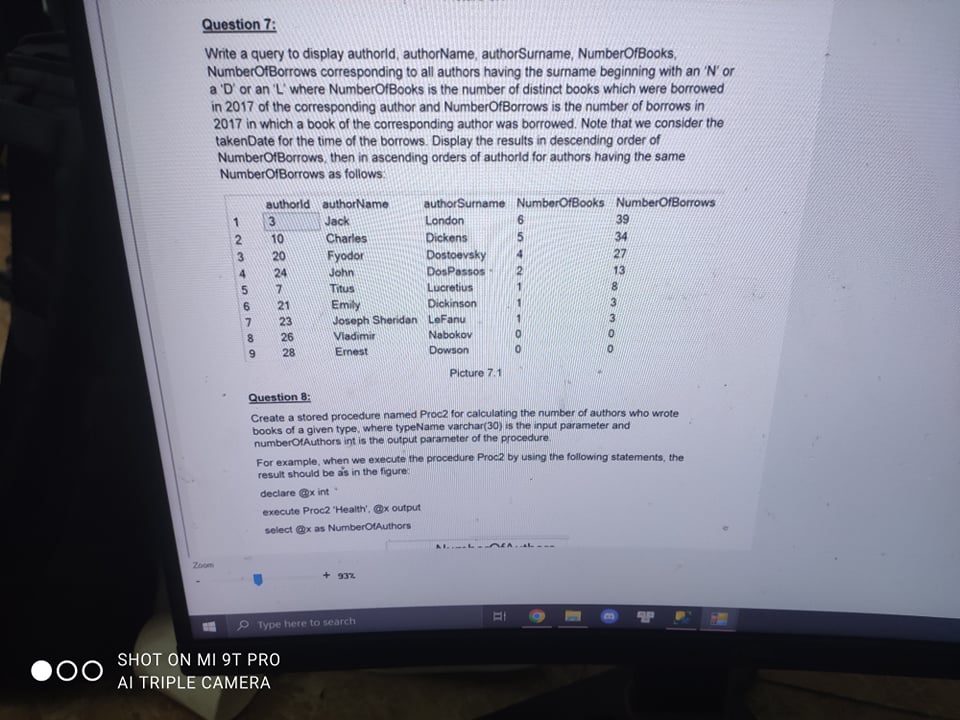 Question 7:
Write a query to display authorId, authorName, authorSurname, NumberOfBooks,
NumberOfBorrows corresponding to all authors having the surname beginning with an 'N' or
a 'D' or an 'L' where NumberOfBooks is the number of distinct books which were borrowed
in 2017 of the corresponding author and NumberOfBorrows is the number of borrows in
2017 in which a book of the corresponding author was borrowed. Note that we consider the
takenDate for the time of the borrows. Display the results in descending order of
NumberOfBorrows, then in ascending orders of authorId for authors having the same
NumberOfBorrows as follows:
authorId authorName authorSurname NumberOfBooks NumberOfBorrows
1 3 Jack London 6 39
2 10 Charles Dickens 5 34
3 20 Fyodor Dostoevsky 4 27
4 24 John DosPassos 2 13
5 7 Titus Lucretius 1 8
6 21 Emily Dickinson 1 3
7 23 Joseph Sheridan LeFanu 1 3
8 26 Vladimir Nabokov 0 0
9 28 Ernest Dowson 0 0
Picture 7.1
Question 8:
Create a stored procedure named Proc2 for calculating the number of authors who wrote
books of a given type, where typeName varchar(30) is the input parameter and
numberOfAuthors int is the output parameter of the procedure.
For example, when we execute the procedure Proc2 by using the following statements, the
result should be as in the figure:
declare @x int
execute Proc2 'Health', @x output
select @x as NumberOfAuthors
Zoom
- + 93%
Type here to search
SHOT ON MI 9T PRO
AI TRIPLE CAMERA